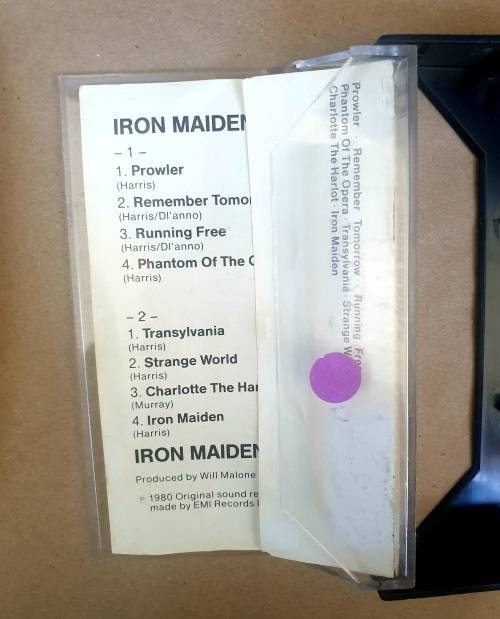 IRON MAIDEN
– 1 –
1. Prowler
(Harris)
2. Remember Tomo
(Harris/DI'anno)
3. Running Free
(Harris/DI'anno)
4. Phantom Of The
(Harris)
– 2 –
1. Transylvania
(Harris)
2. Strange World
(Harris)
3. Charlotte The Har
(Murray)
4. Iron Maiden
(Harris)
IRON MAIDEN
Produced by Will Malone
℗ 1980 Original sound re
made by EMI Records
Prowler · Remember Tomorrow · Running Free
Phantom Of The Opera · Transylvania · Strange W
Charlotte The Harlot · Iron Maiden